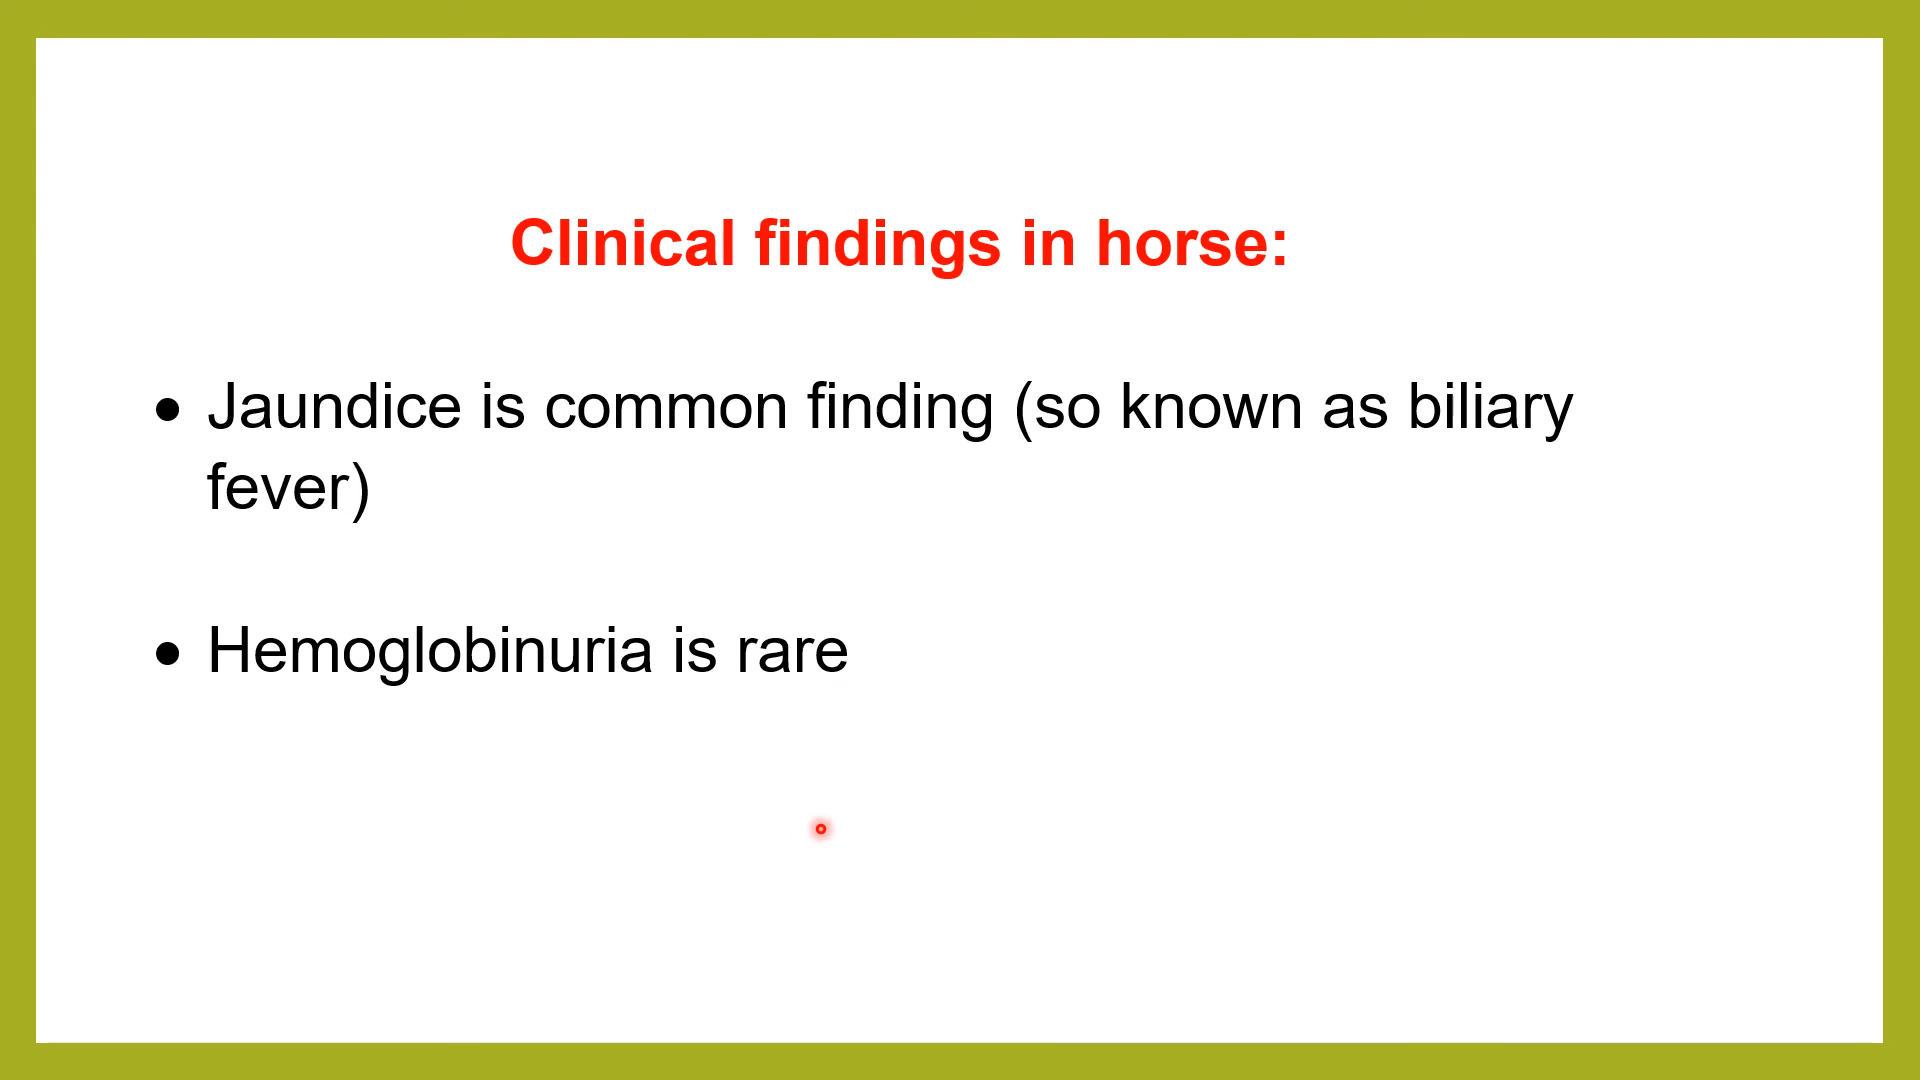 Clinical findings in horse:
• Jaundice is common finding (so known as biliary
fever)
• Hemoglobinuria is rare